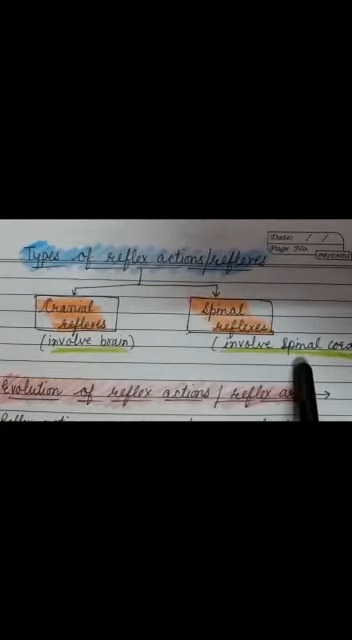 Date: / /
Page No.
Types of reflex actions/reflexes
Cranial
reflexes
Spinal
reflexes
(involve brain)
(involve Spinal cord
Evolution of reflex actions / reflex